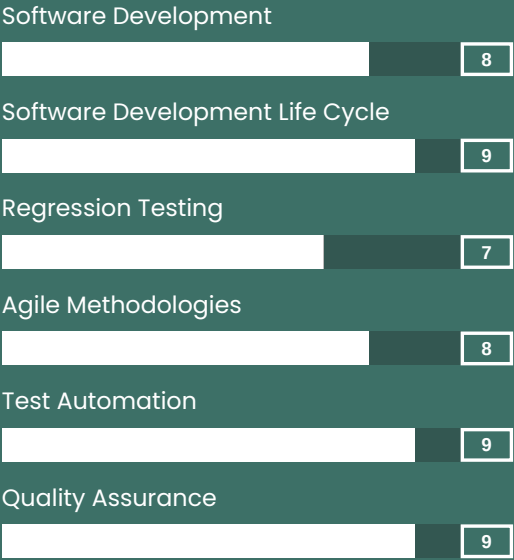 Software Development
8
Software Development Life Cycle
9
Regression Testing
7
Agile Methodologies
8
Test Automation
9
Quality Assurance
9